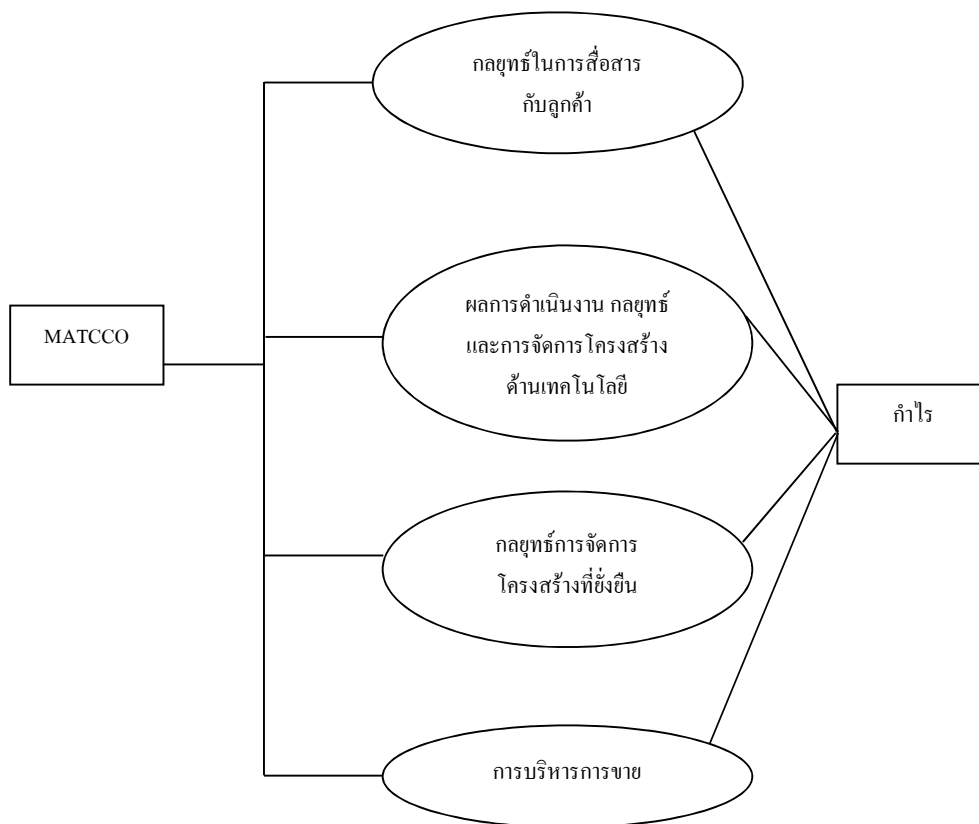 กลยุทธ์ในการสื่อสาร
กับลูกค้า
ผลการดำเนินงาน กลยุทธ์
และการจัดการโครงสร้าง
ด้านเทคโนโลยี
MATCCO
กำไร
กลยุทธ์การจัดการ
โครงสร้างที่ยั่งยืน
การบริหารการขาย